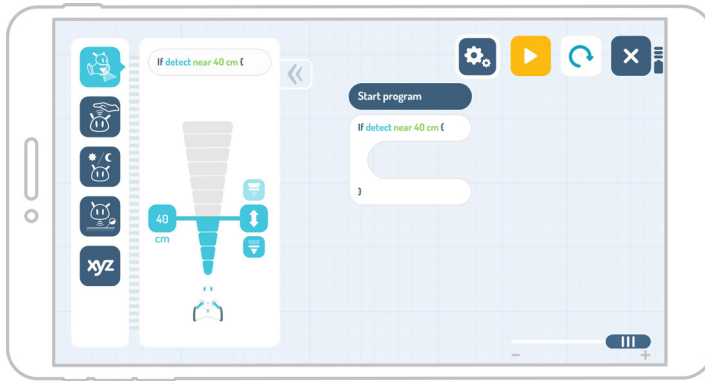 If detect near 40 cm {
40
cm
xyz
Start program
If detect near 40 cm {
}
- +